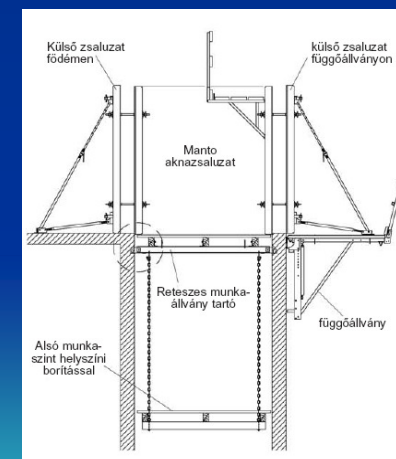 Külső zsaluzat
födémen
külső zsaluzat
függőállványon
Manto
aknazsaluzat
Reteszes munka-
állvány tartó
függőállvány
Alsó munka-
szint helyszíni
borítással